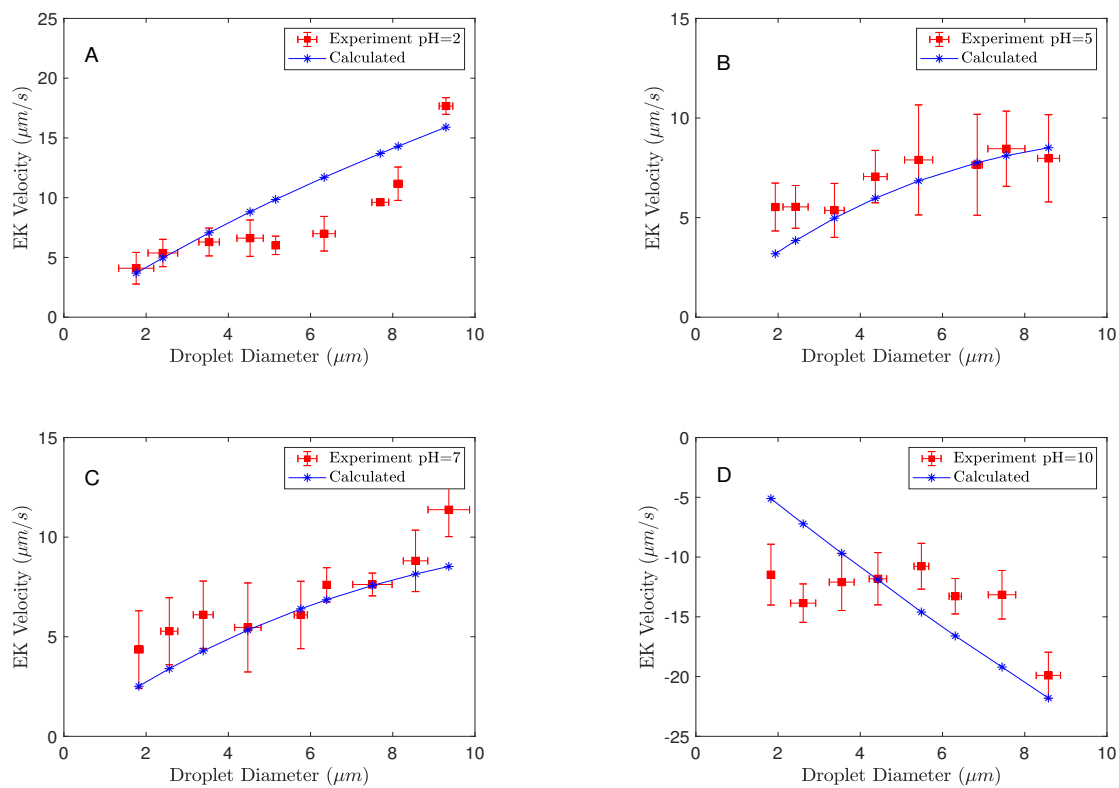 A
Experiment pH=2
Calculated
25
20
15
10
5
0
EK Velocity (μm/s)
0 2 4 6 8 10
Droplet Diameter (μm)
B
Experiment pH=5
Calculated
15
10
5
0
EK Velocity (μm/s)
0 2 4 6 8 10
Droplet Diameter (μm)
C
Experiment pH=7
Calculated
15
10
5
0
EK Velocity (μm/s)
0 2 4 6 8 10
Droplet Diameter (μm)
D
Experiment pH=10
Calculated
0
-5
-10
-15
-20
-25
EK Velocity (μm/s)
0 2 4 6 8 10
Droplet Diameter (μm)